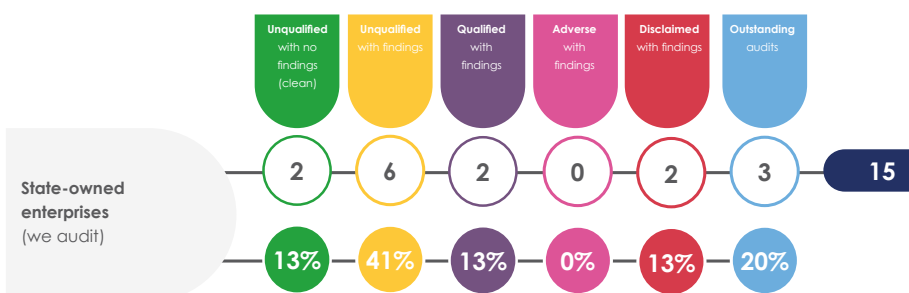 Unqualified
with no
findings
(clean)
Unqualified
with findings
Qualified
with
findings
Adverse
with
findings
Disclaimed
with findings
Outstanding
audits
State-owned
enterprises
(we audit)
2
6
2
0
2
3
15
13%
41%
13%
0%
13%
20%